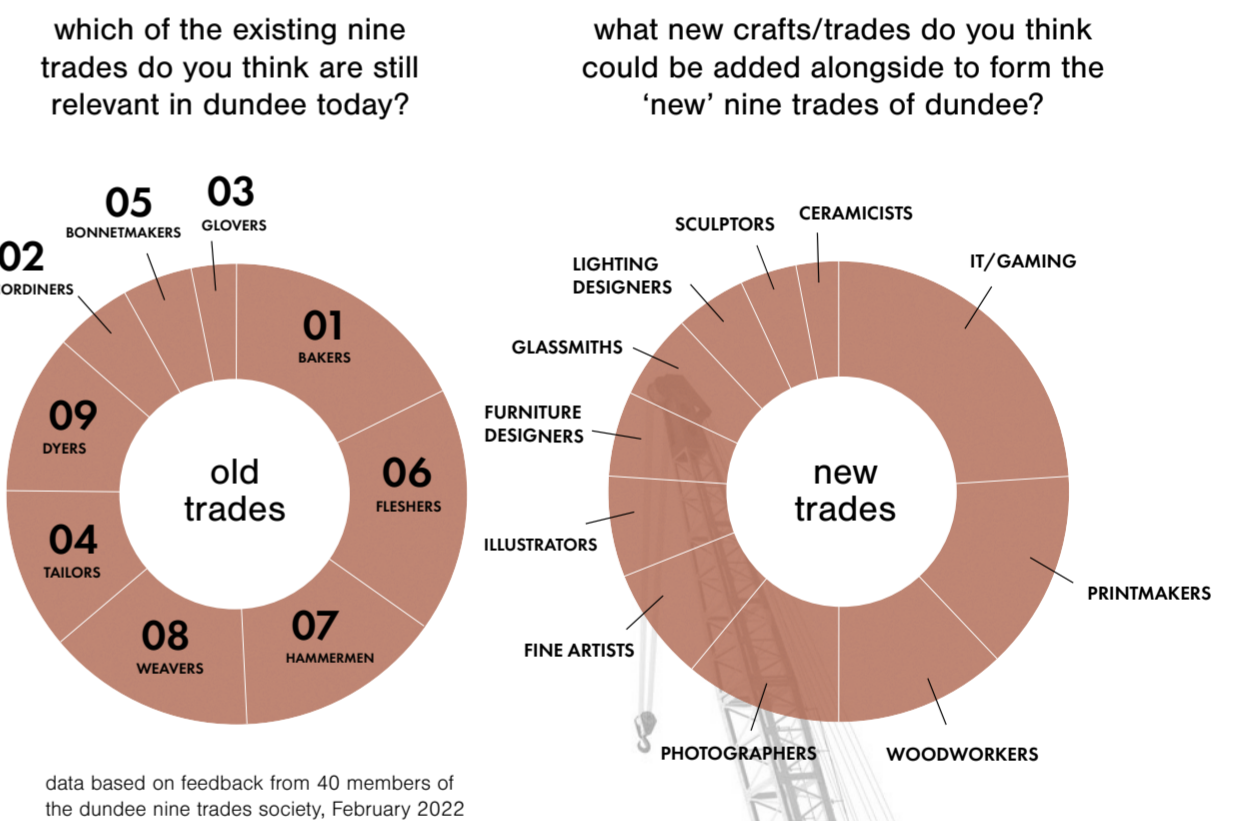 which of the existing nine
trades do you think are still
relevant in dundee today?
05
BONNETMAKERS
03
GLOVERS
02
ORDINERS
01
BAKERS
09
DYERS
06
FLESHERS
old
trades
04
TAILORS
08
WEAVERS
07
HAMMERMEN
data based on feedback from 40 members of
the dundee nine trades society, February 2022
what new crafts/trades do you think
could be added alongside to form the
‘new’ nine trades of dundee?
SCULPTORS
CERAMICISTS
LIGHTING
DESIGNERS
IT/GAMING
GLASSMITHS
FURNITURE
DESIGNERS
new
trades
ILLUSTRATORS
PRINTMAKERS
FINE ARTISTS
PHOTOGRAPHERS
WOODWORKERS